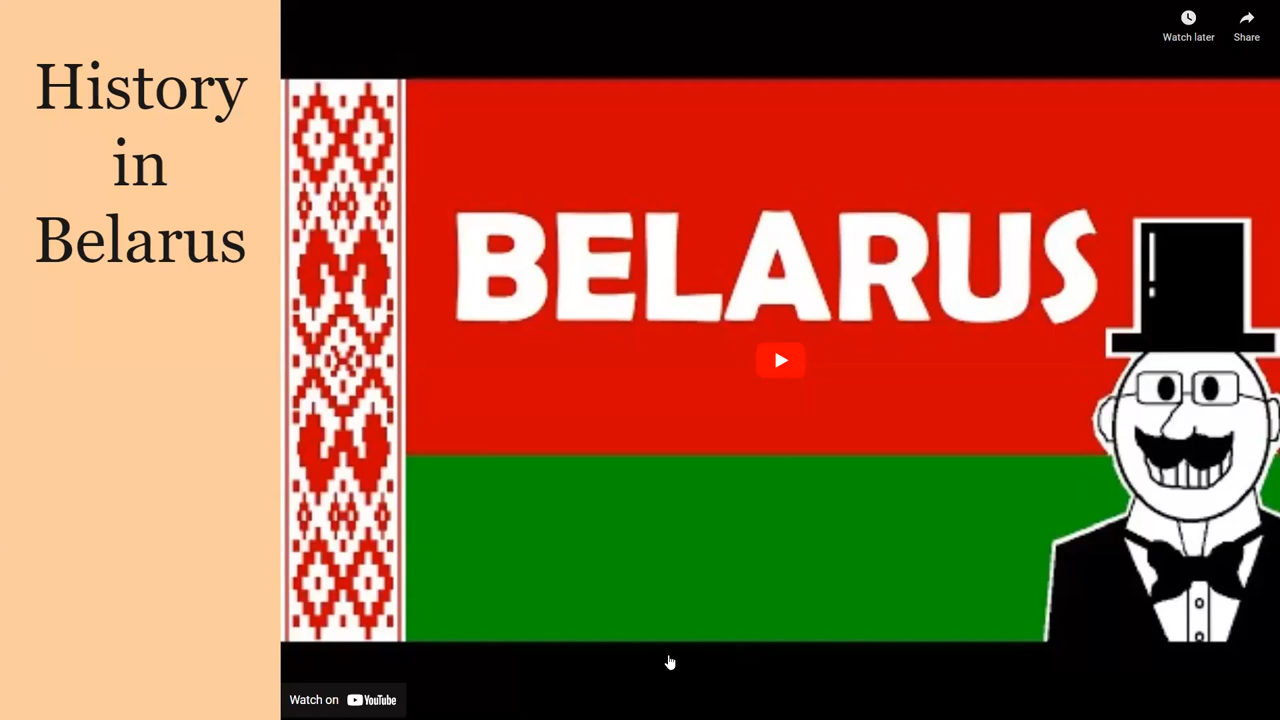 History
in
Belarus
Watch later
Share
BELARUS
Watch on YouTube